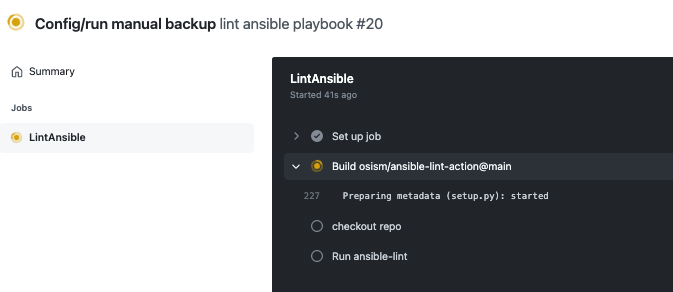 Config/run manual backup lint ansible playbook #20
Summary
Jobs
LintAnsible
LintAnsible
Started 41s ago
Set up job
Build osism/ansible-lint-action@main
227 Preparing metadata (setup.py): started
checkout repo
Run ansible-lint